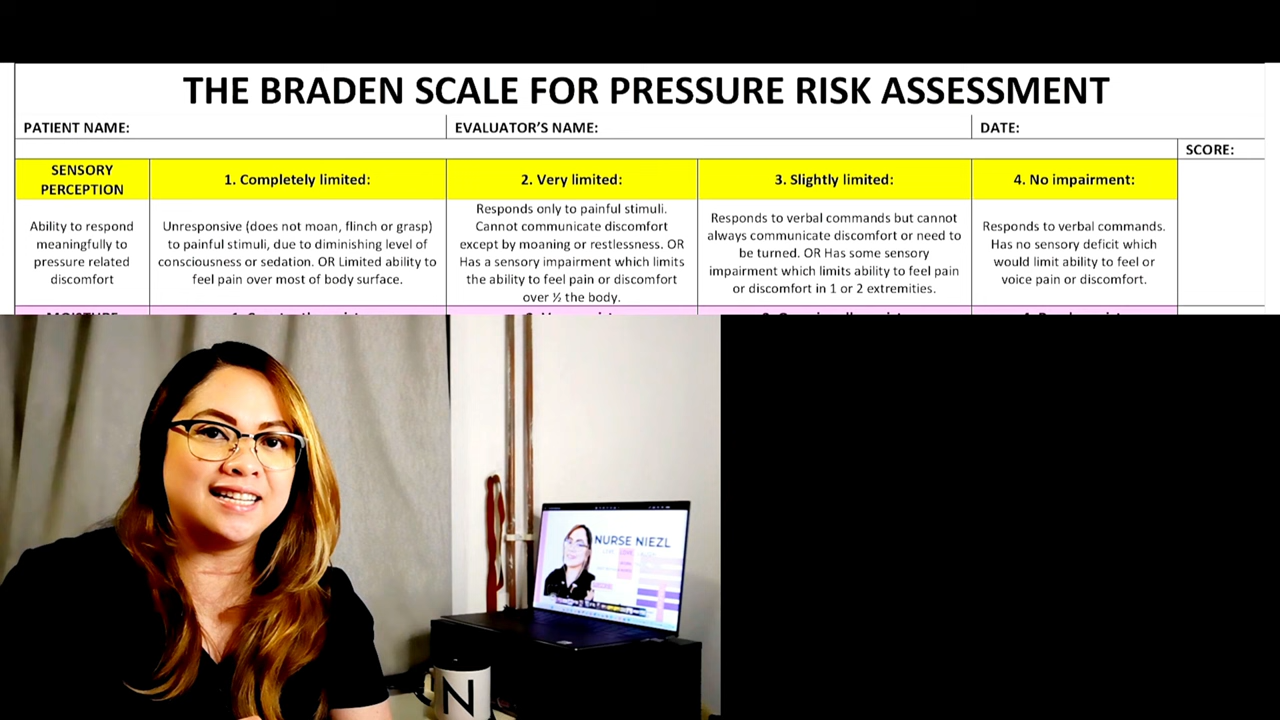 THE BRADEN SCALE FOR PRESSURE RISK ASSESSMENT
PATIENT NAME:
EVALUATOR'S NAME:
DATE:
SCORE:
SENSORY
PERCEPTION
1. Completely limited:
2. Very limited:
3. Slightly limited:
4. No impairment:
Ability to respond
meaningfully to
pressure related
discomfort
Unresponsive (does not moan, flinch or grasp)
to painful stimuli, due to diminishing level of
consciousness or sedation. OR Limited ability to
feel pain over most of body surface.
Responds only to painful stimuli.
Cannot communicate discomfort
except by moaning or restlessness. OR
Has a sensory impairment which limits
the ability to feel pain or discomfort
over ½ the body.
Responds to verbal commands but cannot
always communicate discomfort or need to
be turned. OR Has some sensory
impairment which limits ability to feel pain
or discomfort in 1 or 2 extremities.
Responds to verbal commands.
Has no sensory deficit which
would limit ability to feel or
voice pain or discomfort.
NURSE NIEZL
N